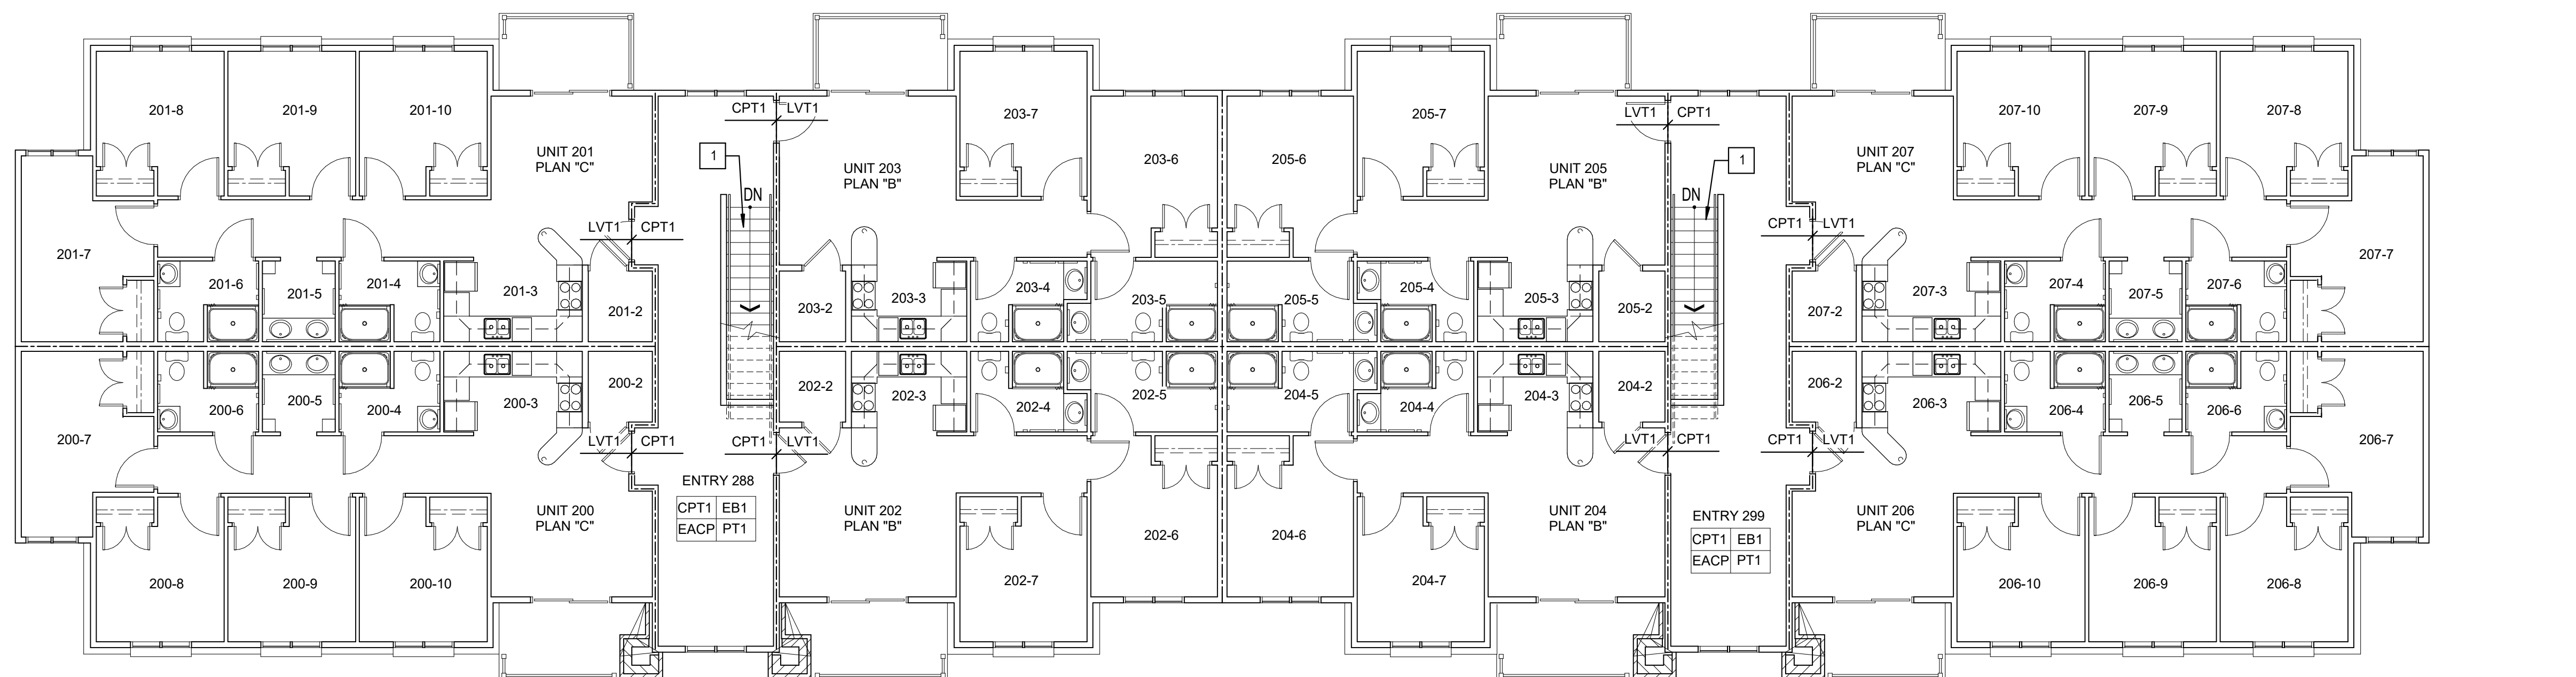 CPT1 LVT1
LVT1 CPT1
201-8
201-9
201-10
203-7
205-7
207-10
207-9
207-8
UNIT 201
PLAN "C"
1
UNIT 203
PLAN "B"
203-6
205-6
UNIT 205
PLAN "B"
1
UNIT 207
PLAN "C"
DN
DN
LVT1 CPT1
CPT1 LVT1
201-7
201-6
201-5
201-4
201-3
201-2
203-2
203-3
203-4
203-5
205-5
205-4
205-3
205-2
207-2
207-3
207-4
207-5
207-6
207-7
200-7
200-6
200-5
200-4
200-3
200-2
202-2
202-3
202-4
202-5
204-5
204-4
204-3
204-2
206-2
206-3
206-4
206-5
206-6
206-7
LVT1 CPT1
CPT1 LVT1
LVT1 CPT1
CPT1 LVT1
ENTRY 288
CPT1 EB1
EACP PT1
ENTRY 299
CPT1 EB1
EACP PT1
UNIT 200
PLAN "C"
UNIT 202
PLAN "B"
202-6
204-6
UNIT 204
PLAN "B"
UNIT 206
PLAN "C"
200-8
200-9
200-10
202-7
204-7
206-10
206-9
206-8